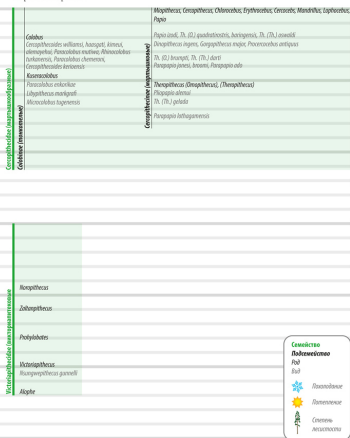 Miopithecus, Cercopithecus, Chlorocebus, Erythrocebus, Cercocebs, Mandrillus, Lophocebus,
Papio
Colobus
Cercopithecoides williamsi, haasgati, kimeui,
alemayehui, Paracolobus mutiwa, Rhinocolobus
turkanensis, Paracolobus chemeroni,
Cercopithecoides kerioensis
Kuseracolobus
Paracolobus enkorikae
Libypithecus markgrafi
Microcolobus tugenensis
Papio izodi, Th. (O.) quadratirostris, baringensis, Th. (Th.) oswaldi
Dinopithecus ingens, Gorgopithecus major, Procercocebus antiquus
Th. (O.) brumpti, Th. (Th.) darti
Parapapio jonesi, broomi, Parapapio ado
Theropithecus (Omopithecus), (Theropithecus)
Pliopapio alemui
Th. (Th.) gelada
Parapapio lothagamensis
Cercopithecidae (мартышкообразные)
Colobinae (тонкотелые)
Cercopithecinae (мартышковые)
Victoriapithecidae (викториапитековые)
Noropithecus
Zaltanpithecus
Prohylobates
Victoriapithecus
Nsungwepithecus gunnelli
Alophe
Семейство
Подсемейство
Род
Вид
Похолодание
Потепление
Степень
лесистости